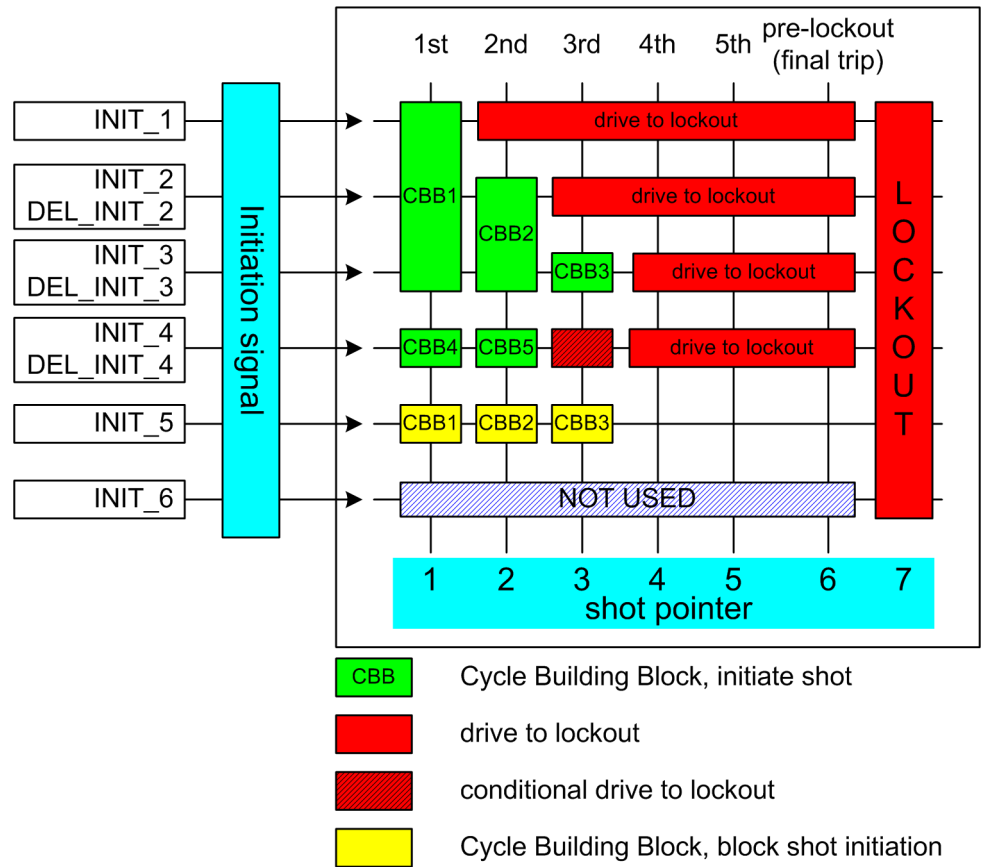 1st 2nd 3rd 4th 5th pre-lockout
(final trip)
INIT_1
drive to lockout
INIT_2
DEL_INIT_2
CBB1
drive to lockout
CBB2
INIT_3
DEL_INIT_3
CBB3
drive to lockout
INIT_4
DEL_INIT_4
CBB4
CBB5
drive to lockout
INIT_5
CBB1
CBB2
CBB3
INIT_6
NOT USED
Initiation signal
LOCKOUT
1 2 3 4 5 6 7
shot pointer
CBB Cycle Building Block, initiate shot
drive to lockout
conditional drive to lockout
Cycle Building Block, block shot initiation